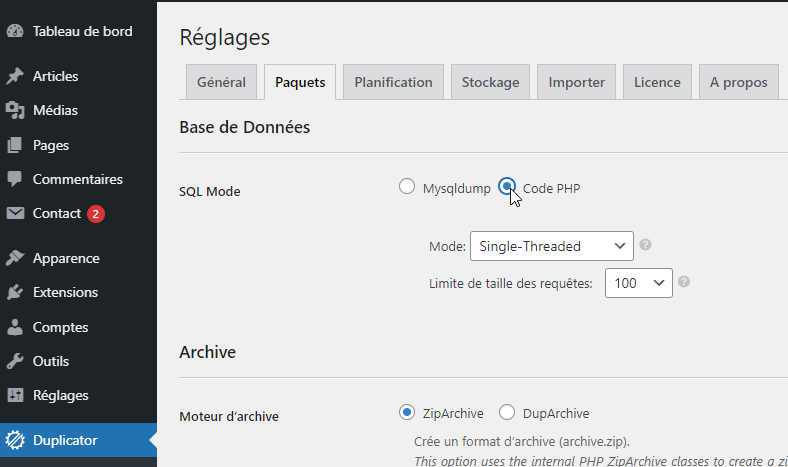 Tableau de bord
Articles
Médias
Pages
Commentaires
Contact 2
Apparence
Extensions
Comptes
Outils
Réglages
Duplicator
Réglages
Général Paquets Planification Stockage Importer Licence A propos
Base de Données
SQL Mode Mysqldump Code PHP
Mode: Single-Threaded ?
Limite de taille des requêtes: 100 ?
Archive
Moteur d'archive ZipArchive DupArchive
Crée un format d'archive (archive.zip).
This option uses the internal PHP ZipArchive classes to create a